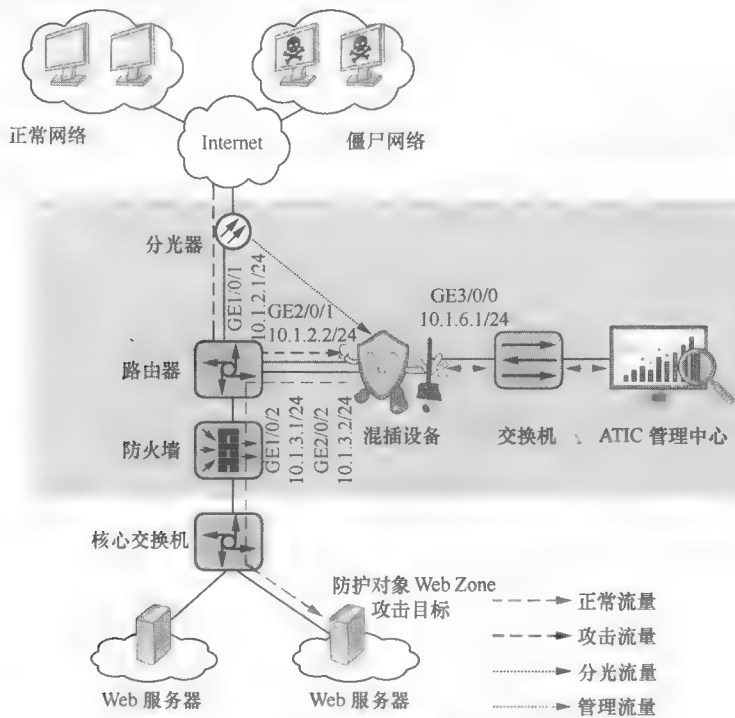 正常网络
Internet
僵尸网络
分光器
GE1/0/1
10.1.2.1/24
GE2/0/1
10.1.2.2/24
GE3/0/0
10.1.6.1/24
路由器
混插设备
交换机
ATIC 管理中心
防火墙
GE1/0/2
10.1.3.1/24
GE2/0/2
10.1.3.2/24
核心交换机
防护对象 Web Zone
攻击目标
正常流量
攻击流量
分光流量
管理流量
Web 服务器
Web 服务器